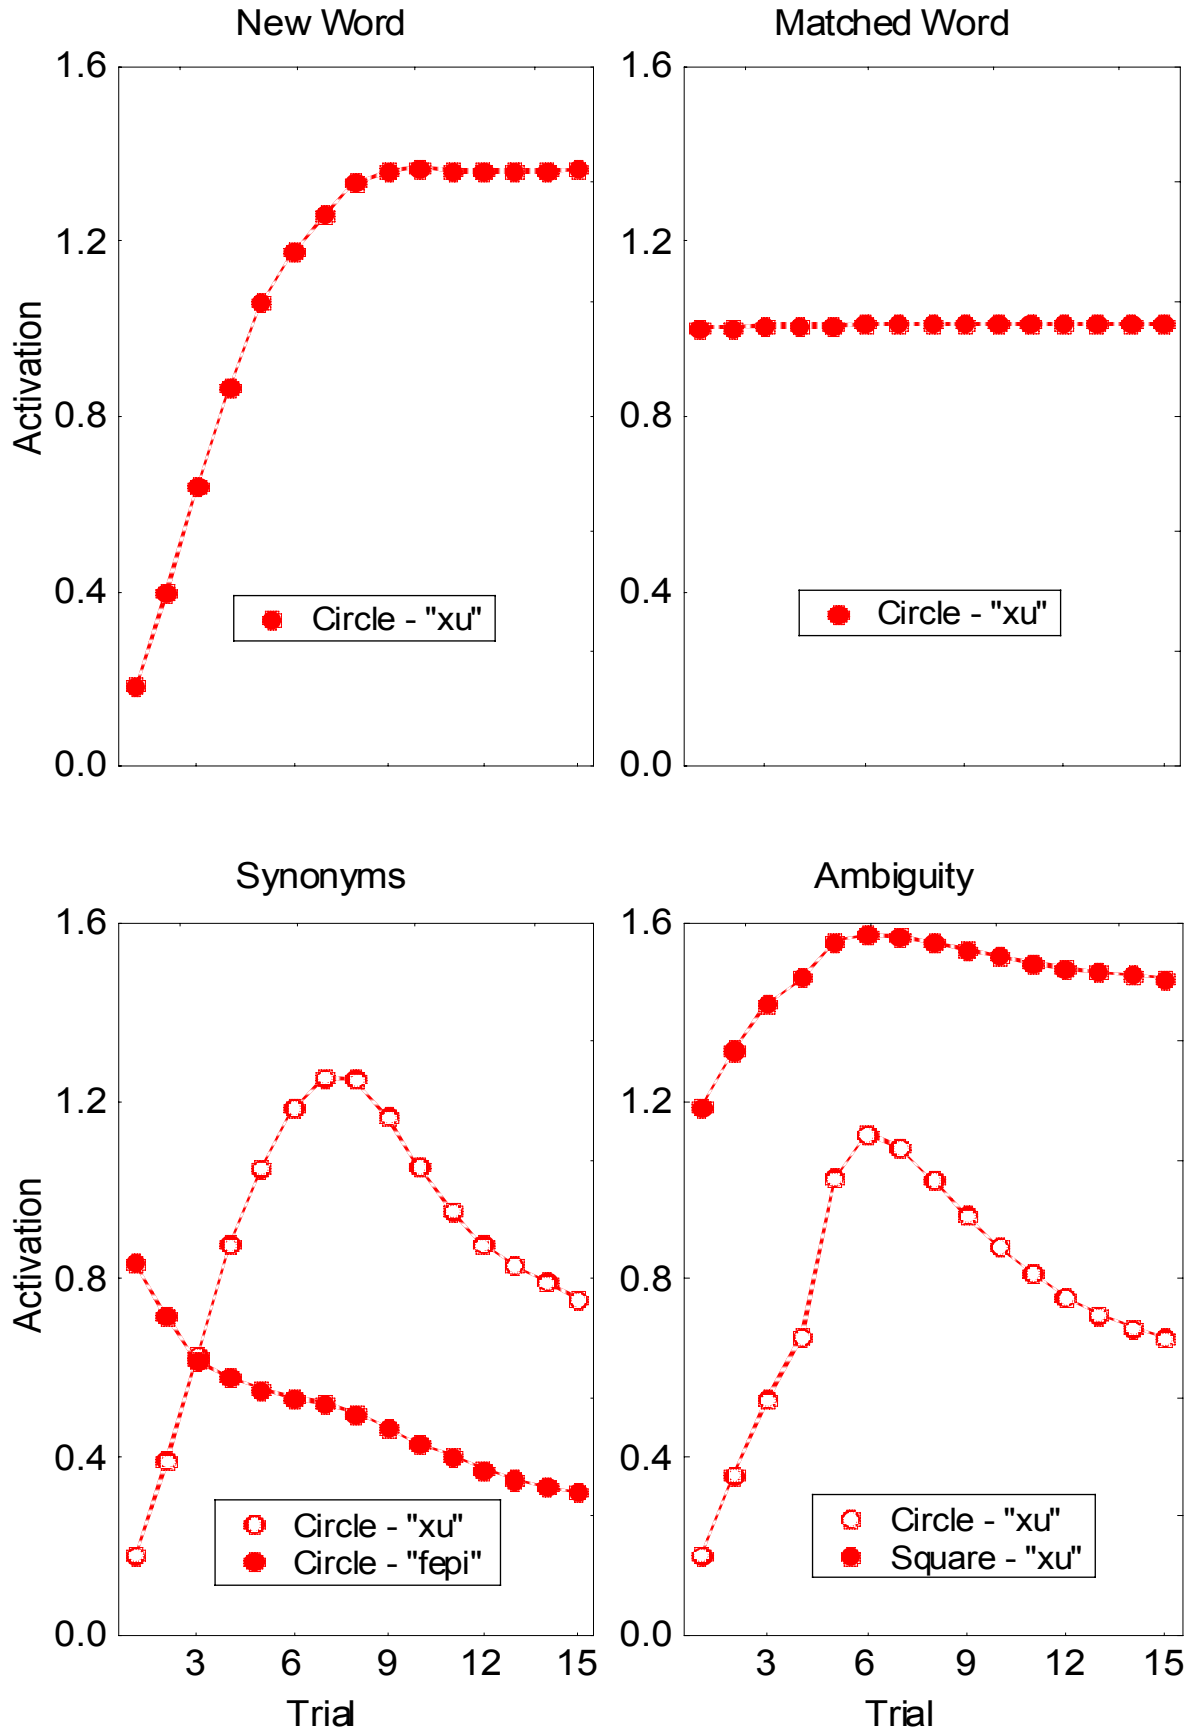 New Word
Matched Word
1.6
1.2
0.8
0.4
0.0
Activation
Circle - "xu"
1.6
1.2
0.8
0.4
0.0
Circle - "xu"
Synonyms
Ambiguity
1.6
1.2
0.8
0.4
0.0
Activation
Circle - "xu"
Circle - "fepi"
3 6 9 12 15
Trial
1.6
1.2
0.8
0.4
0.0
Circle - "xu"
Square - "xu"
3 6 9 12 15
Trial